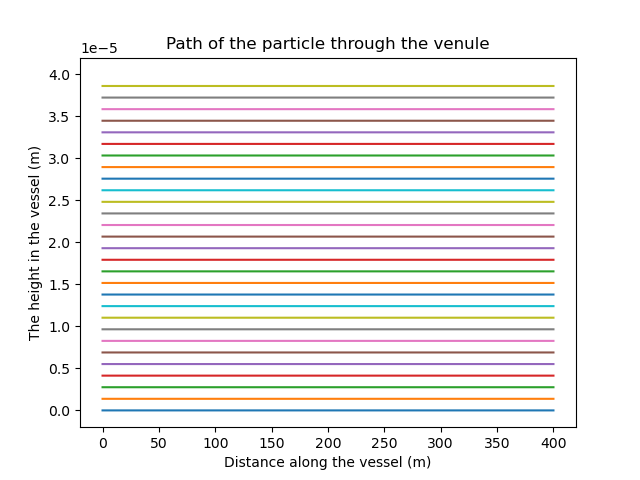 Path of the particle through the venule
1e−5
4.0
3.5
3.0
2.5
2.0
1.5
1.0
0.5
0.0
The height in the vessel (m)
0 50 100 150 200 250 300 350 400
Distance along the vessel (m)